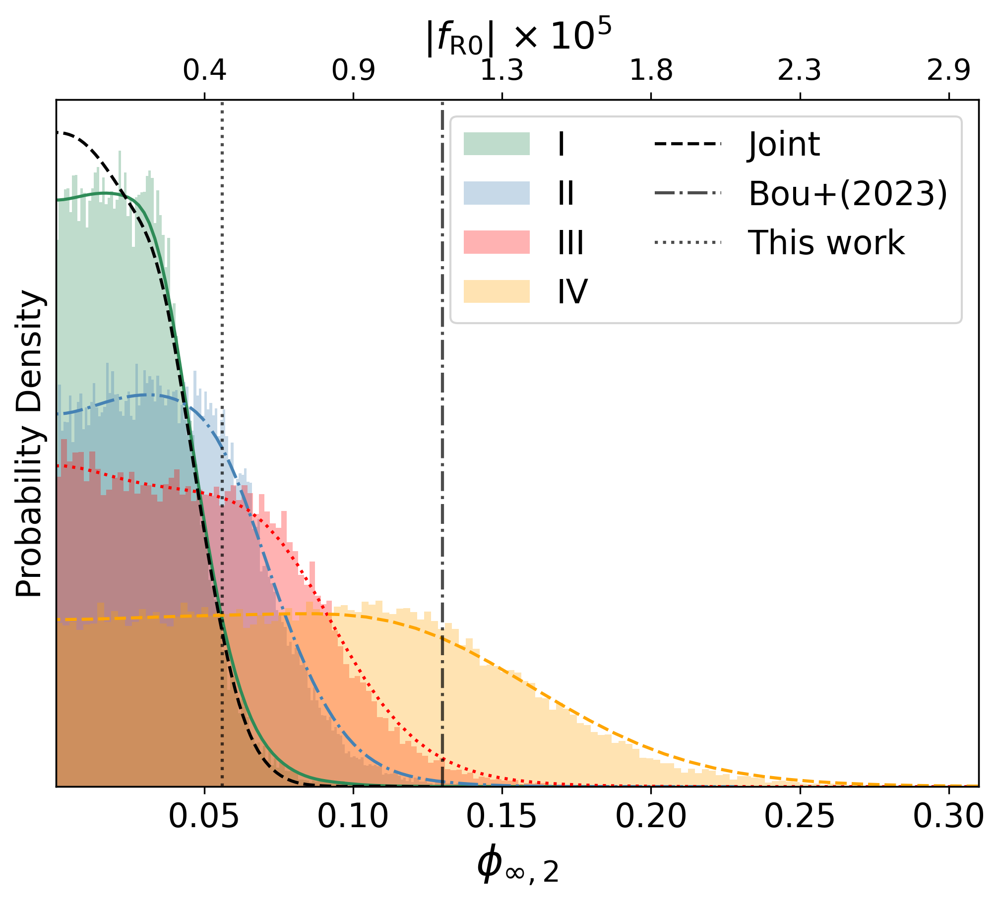 |f_R0| × 10^5
0.4 0.9 1.3 1.8 2.3 2.9
Probability Density
I
II
III
IV
Joint
Bou+(2023)
This work
0.05 0.10 0.15 0.20 0.25 0.30
ϕ_∞,2